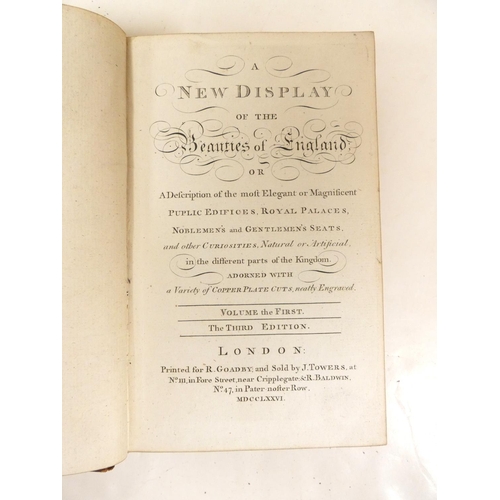 A
NEW DISPLAY
OF THE
Beauties of England;
OR
A Deſcription of the moſt Elegant or Magnificent
PUPLIC EDIFICES, ROYAL PALACES,
NOBLEMEN'S and GENTLEMEN'S SEATS,
and other CURIOSITIES, Natural or Artificial,
in the different parts of the Kingdom.
ADORNED WITH
a Variety of COPPER PLATE CUTS, neatly Engraved.
VOLUME the FIRST.
The THIRD EDITION.
LONDON:
Printed for R. GOADBY; and Sold by J. TOWERS, at
No. 111, in Fore Street, near Cripplegate; & R. BALDWIN,
No. 47, in Pater-noſter Row.
MDCCLXXVI.